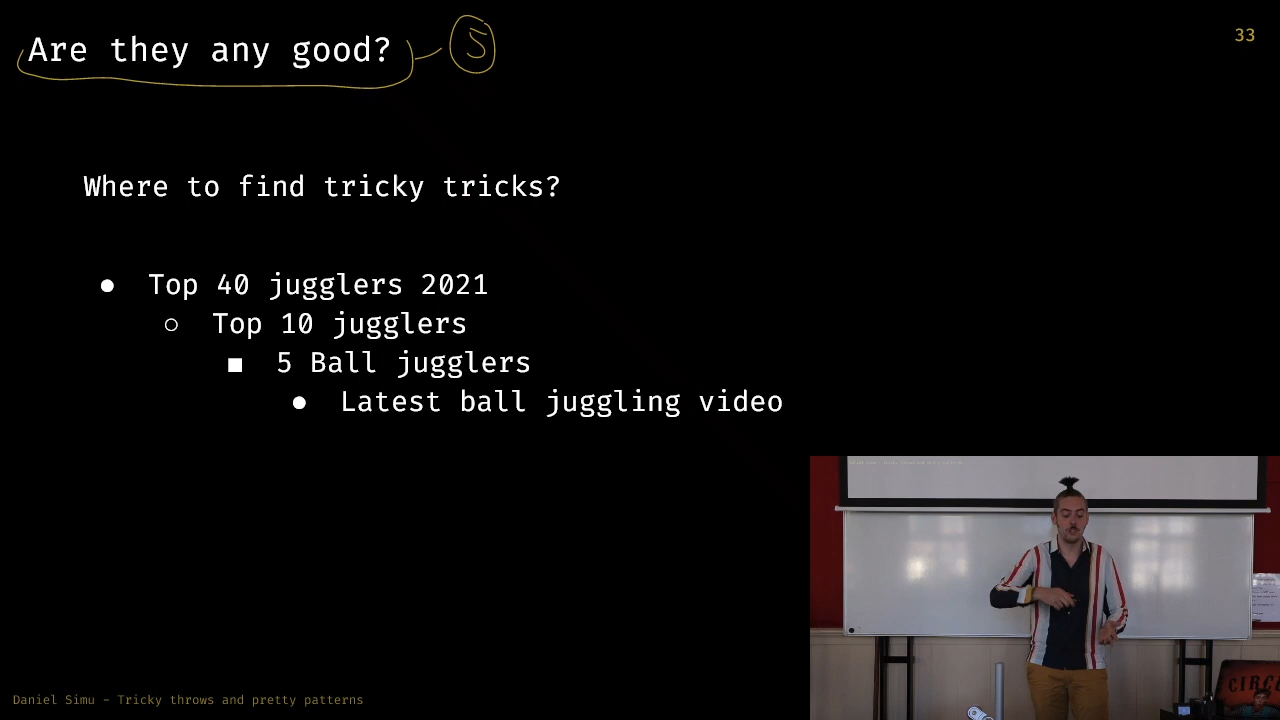 Are they any good?
5
33
Where to find tricky tricks?
● Top 40 jugglers 2021
○ Top 10 jugglers
■ 5 Ball jugglers
● Latest ball juggling video
CIRC
Daniel Simu – Tricky throws and pretty patterns